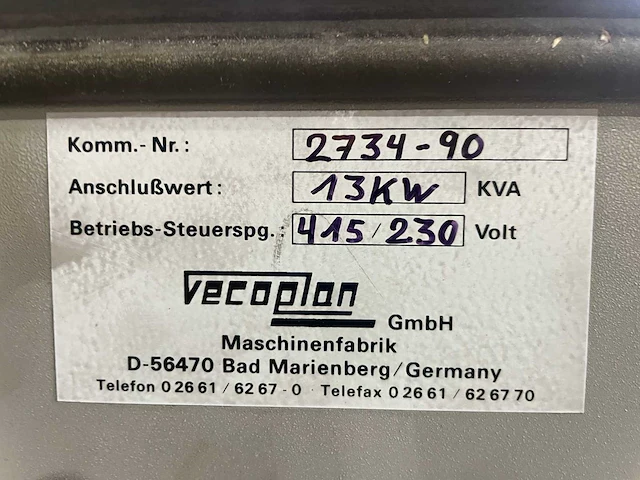 Komm.- Nr.: 2734-90
Anschlußwert: 13KW KVA
Betriebs-Steuerspg.: 415/230 Volt
vecoplan GmbH
Maschinenfabrik
D-56470 Bad Marienberg/Germany
Telefon 0 26 61 / 62 67 - 0 · Telefax 0 26 61 / 62 67 70